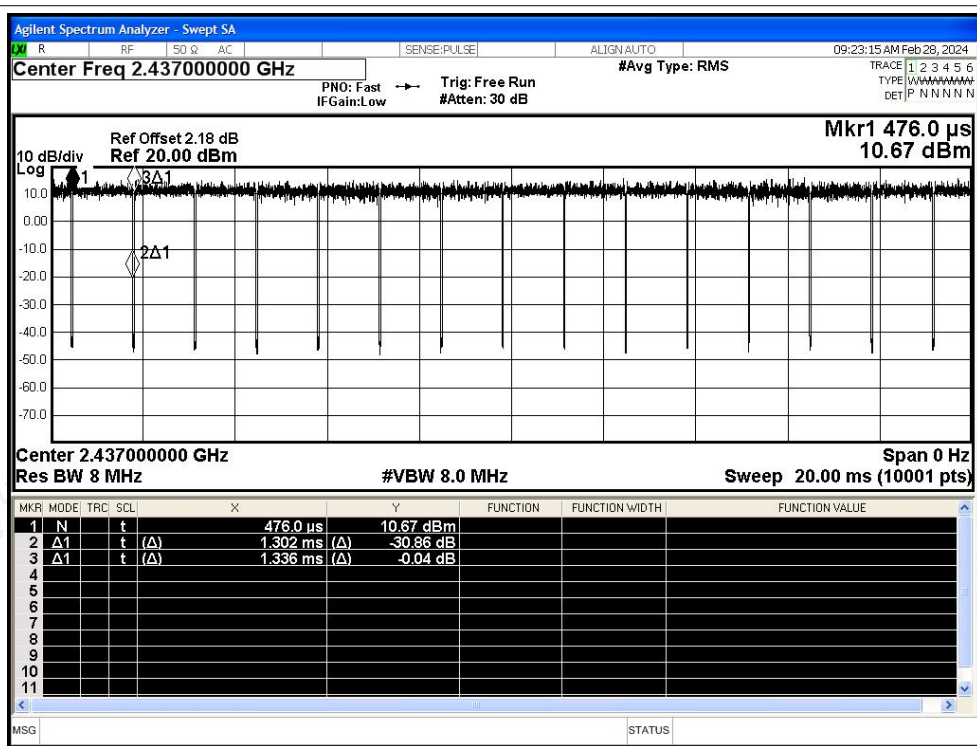 Agilent Spectrum Analyzer - Swept SA
LXI R RF 50 Ω AC SENSE:PULSE ALIGN AUTO 09:23:15 AM Feb 28, 2024
Center Freq 2.437000000 GHz
PNO: Fast
IFGain:Low
Trig: Free Run
#Atten: 30 dB
#Avg Type: RMS
TRACE 1 2 3 4 5 6
TYPE WWWWWW
DET P N N N N N
Mkr1 476.0 µs
10.67 dBm
Ref Offset 2.18 dB
10 dB/div Ref 20.00 dBm
Log
1
3Δ1
2Δ1
10.0
0.00
-10.0
-20.0
-30.0
-40.0
-50.0
-60.0
-70.0
Center 2.437000000 GHz Span 0 Hz
Res BW 8 MHz #VBW 8.0 MHz Sweep 20.00 ms (10001 pts)
MKR MODE TRC SCL X Y FUNCTION FUNCTION WIDTH FUNCTION VALUE
1 N t 476.0 µs 10.67 dBm
2 Δ1 t (Δ) 1.302 ms (Δ) -30.86 dB
3 Δ1 t (Δ) 1.336 ms (Δ) -0.04 dB
4
5
6
7
8
9
10
11
MSG STATUS